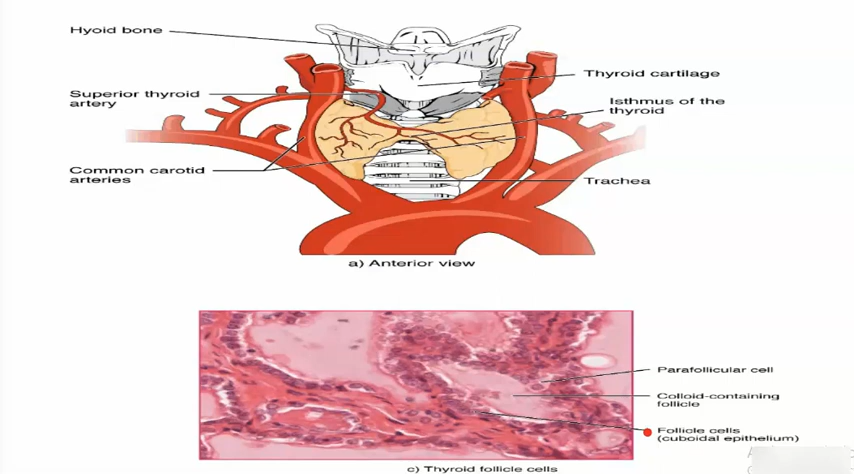 Hyoid bone
Thyroid cartilage
Superior thyroid
artery
Isthmus of the
thyroid
Common carotid
arteries
Trachea
a) Anterior view
Parafollicular cell
Colloid-containing
follicle
Follicle cells
(cuboidal epithelium)
c) Thyroid follicle cells